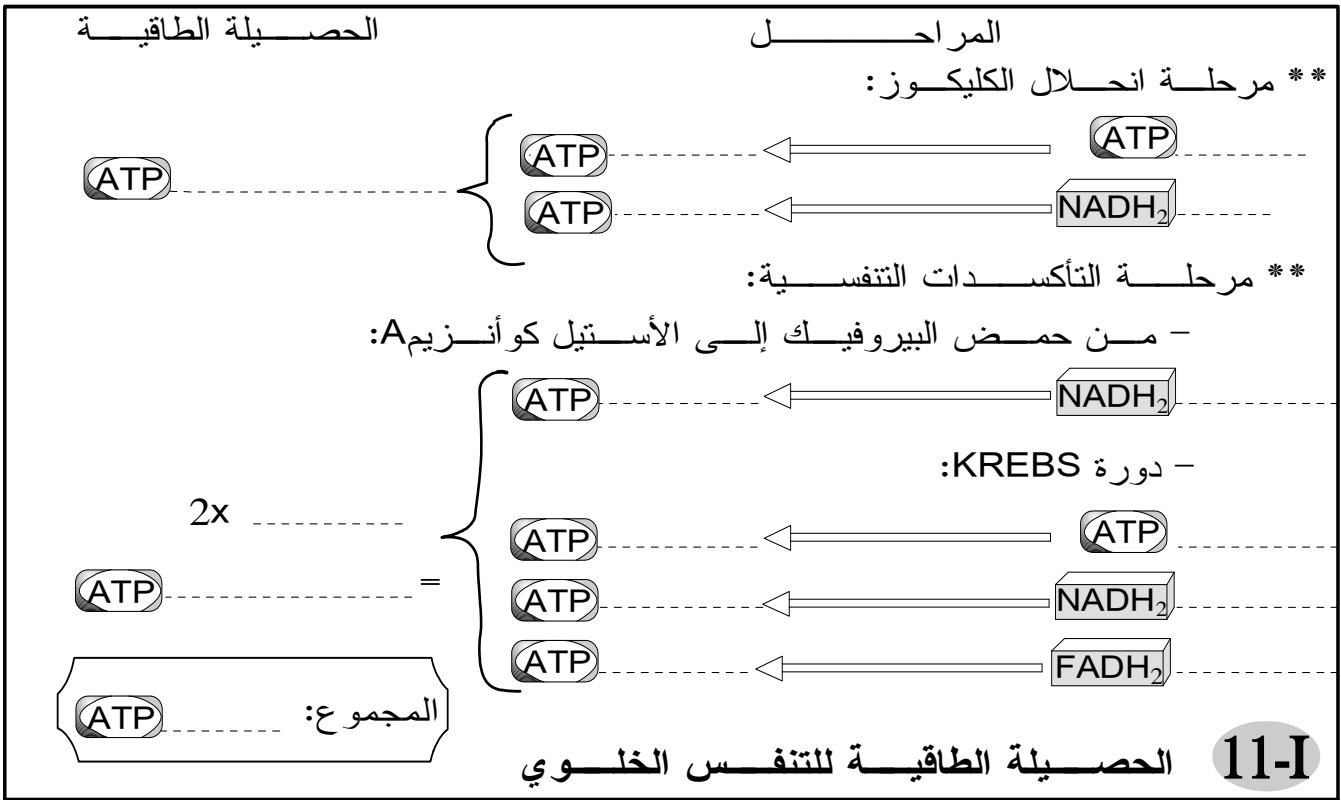 المراحل الحصيلة الطاقية
** مرحلة انحلال الكليكوز:
ATP ATP
ATP
NADH₂ ATP
** مرحلة التأكسدات التنفسية:
– من حمض البيروفيك إلى الأستيل كوأنزيم A:
NADH₂ ATP
– دورة KREBS:
2x
ATP ATP
NADH₂ ATP
= ATP
FADH₂ ATP
المجموع: ATP
11-I الحصيلة الطاقية للتنفس الخلوي